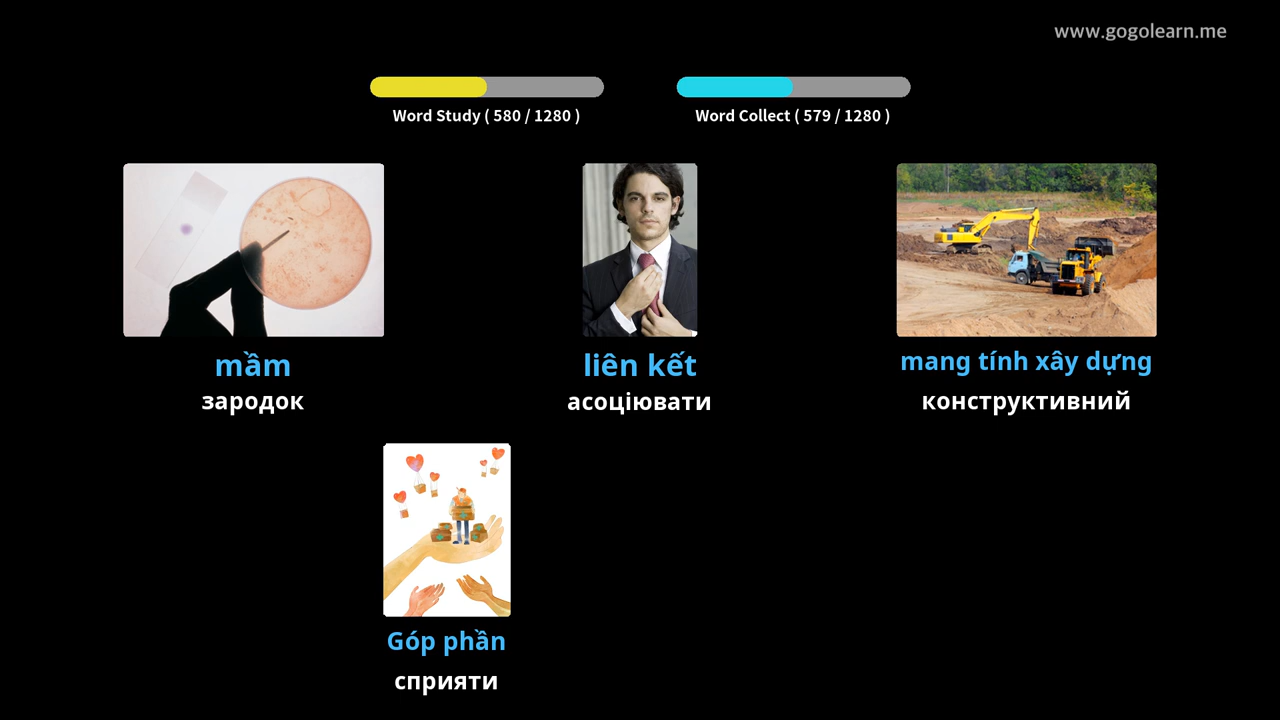 www.gogolearn.me
Word Study ( 580 / 1280 )
Word Collect ( 579 / 1280 )
mầm
зародок
liên kết
асоціювати
mang tính xây dựng
конструктивний
Góp phần
сприяти